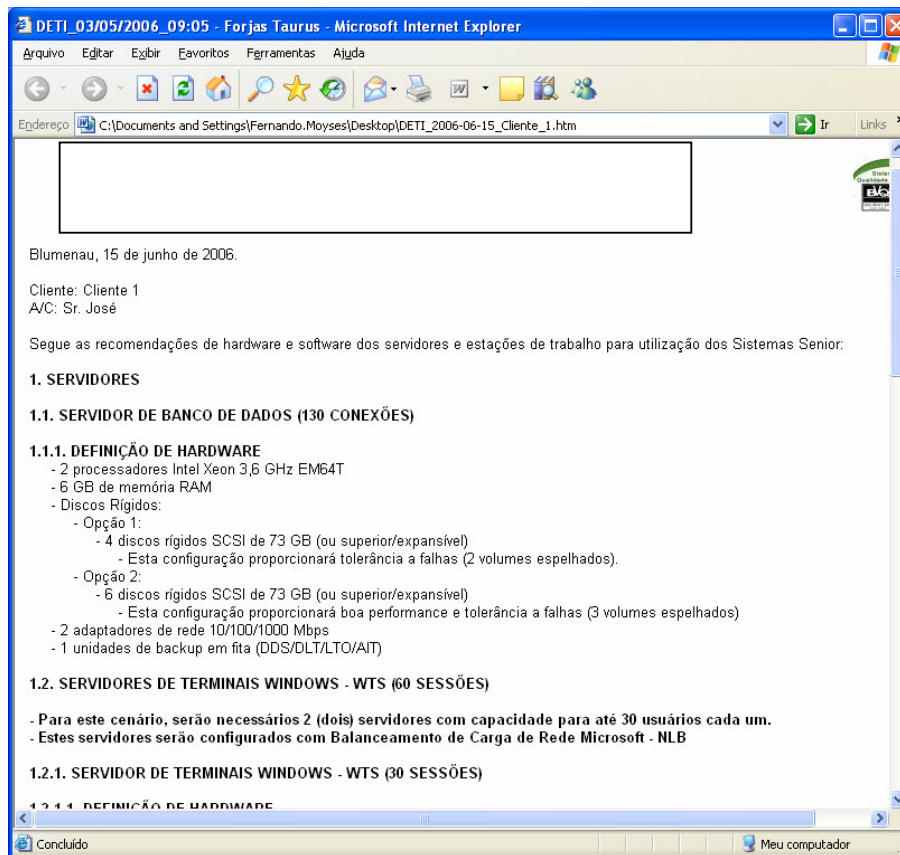 DETI_03/05/2006_09:05 - Forjas Taurus - Microsoft Internet Explorer
Arquivo Editar Exibir Favoritos Ferramentas Ajuda
Endereço C:\Documents and Settings\Fernando.Moyses\Desktop\DETI_2006-06-15_Cliente_1.htm Ir Links
BVQI
Blumenau, 15 de junho de 2006.
Cliente: Cliente 1
A/C: Sr. José
Segue as recomendações de hardware e software dos servidores e estações de trabalho para utilização dos Sistemas Senior:
1. SERVIDORES
1.1. SERVIDOR DE BANCO DE DADOS (130 CONEXÕES)
1.1.1. DEFINIÇÃO DE HARDWARE
- 2 processadores Intel Xeon 3,6 GHz EM64T
- 6 GB de memória RAM
- Discos Rígidos:
- Opção 1:
- 4 discos rígidos SCSI de 73 GB (ou superior/expansível)
- Esta configuração proporcionará tolerância a falhas (2 volumes espelhados).
- Opção 2:
- 6 discos rígidos SCSI de 73 GB (ou superior/expansível)
- Esta configuração proporcionará boa performance e tolerância a falhas (3 volumes espelhados)
- 2 adaptadores de rede 10/100/1000 Mbps
- 1 unidades de backup em fita (DDS/DLT/LTO/AIT)
1.2. SERVIDORES DE TERMINAIS WINDOWS - WTS (60 SESSÕES)
- Para este cenário, serão necessários 2 (dois) servidores com capacidade para até 30 usuários cada um.
- Estes servidores serão configurados com Balanceamento de Carga de Rede Microsoft - NLB
1.2.1. SERVIDOR DE TERMINAIS WINDOWS - WTS (30 SESSÕES)
1.2.1.1. DEFINIÇÃO DE HARDWARE
Concluído Meu computador